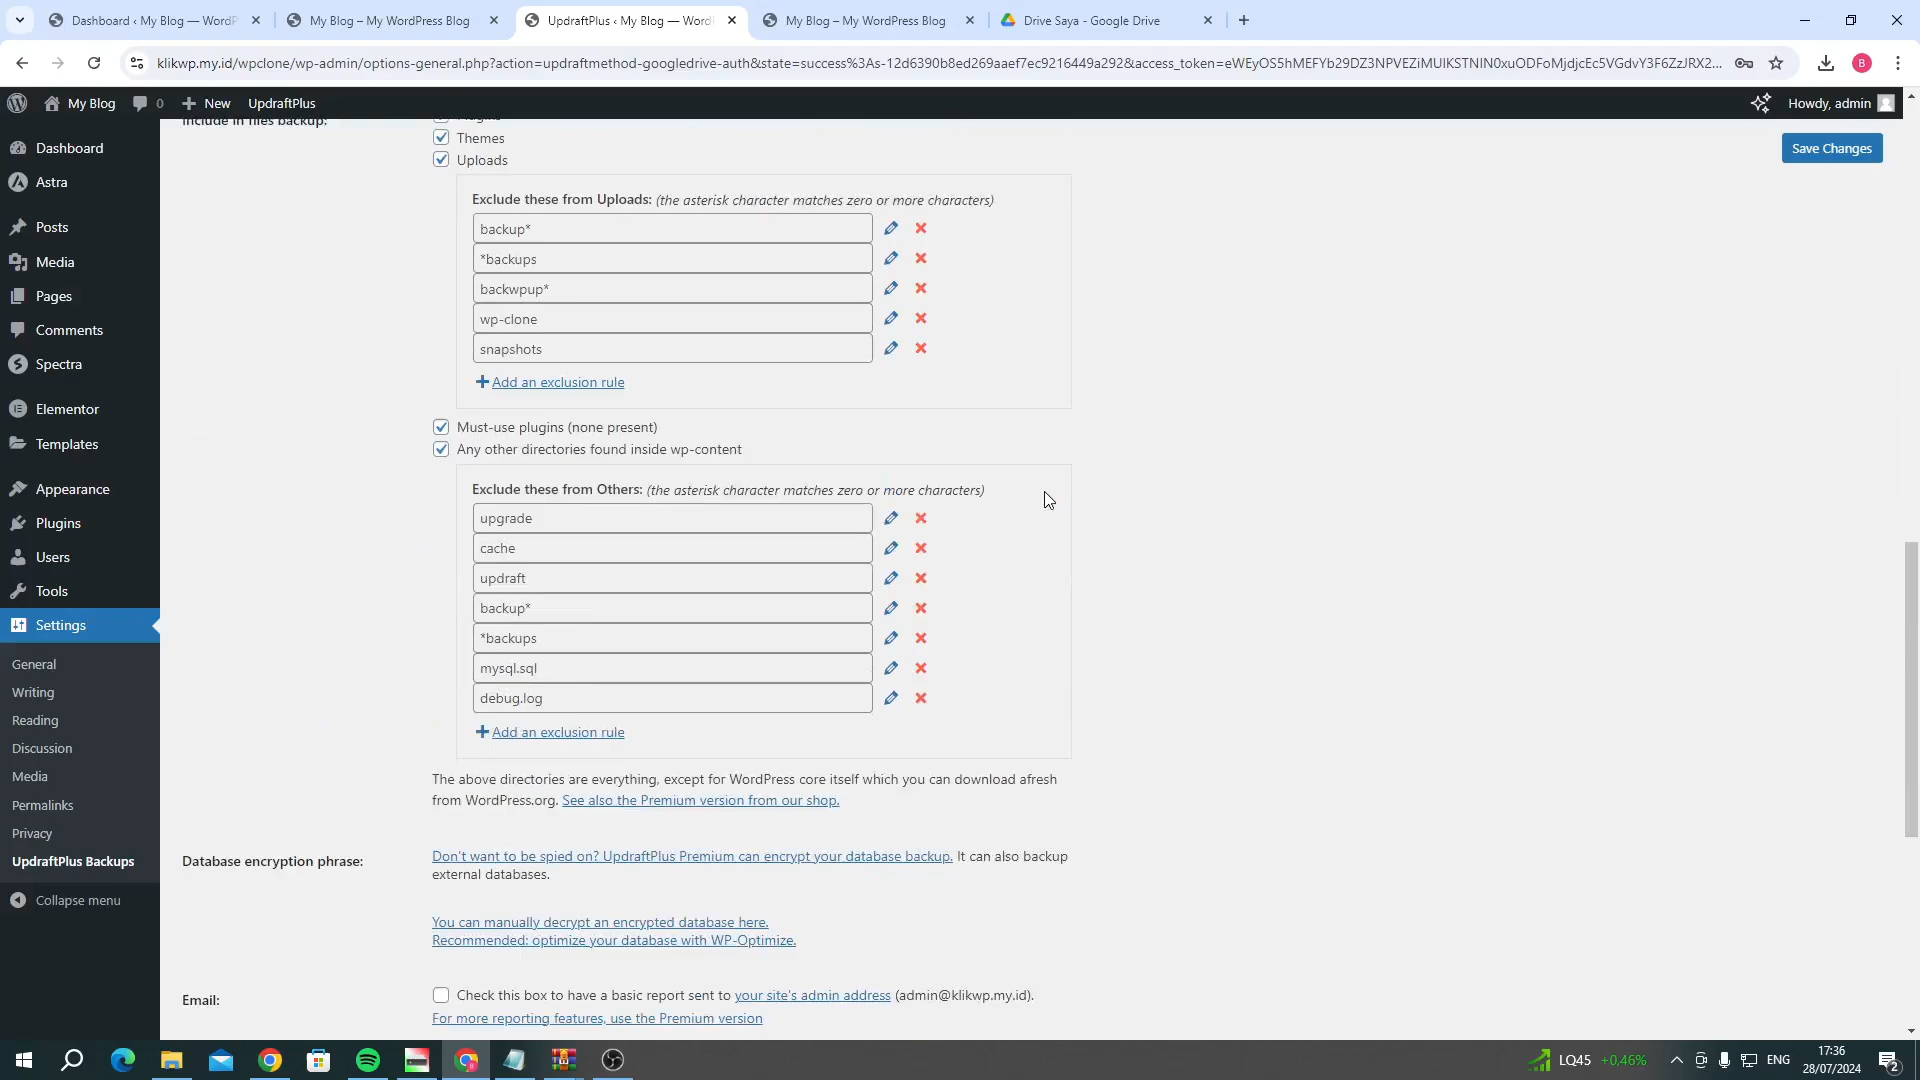 Dashboard ‹ My Blog — WordP
My Blog – My WordPress Blog
UpdraftPlus ‹ My Blog — Word
My Blog – My WordPress Blog
Drive Saya - Google Drive
klikwp.my.id/wpclone/wp-admin/options-general.php?action=updraftmethod-googledrive-auth&state=success%3As-12d6390b8ed269aaef7ec9216449a292&access_token=eWEyOS5hMEFYb29DZ3NPVEZiMUlKSTNIN0xuODFoMjdjcEc5VGdvY3F6ZzJRX2...
B
My Blog
0
New
UpdraftPlus
Howdy, admin
Dashboard
Astra
Posts
Media
Pages
Comments
Spectra
Elementor
Templates
Appearance
Plugins
Users
Tools
Settings
General
Writing
Reading
Discussion
Media
Permalinks
Privacy
UpdraftPlus Backups
Collapse menu
Save Changes
Include in files backup:
Plugins
Themes
Uploads
Exclude these from Uploads: (the asterisk character matches zero or more characters)
backup*
*backups
backwpup*
wp-clone
snapshots
Add an exclusion rule
Must-use plugins (none present)
Any other directories found inside wp-content
Exclude these from Others: (the asterisk character matches zero or more characters)
upgrade
cache
updraft
backup*
*backups
mysql.sql
debug.log
Add an exclusion rule
The above directories are everything, except for WordPress core itself which you can download afresh
from WordPress.org. See also the Premium version from our shop.
Database encryption phrase:
Don't want to be spied on? UpdraftPlus Premium can encrypt your database backup. It can also backup
external databases.
You can manually decrypt an encrypted database here.
Recommended: optimize your database with WP-Optimize.
Email:
Check this box to have a basic report sent to your site's admin address (admin@klikwp.my.id).
For more reporting features, use the Premium version
LQ45 +0,46%
ENG
17:36
28/07/2024
2